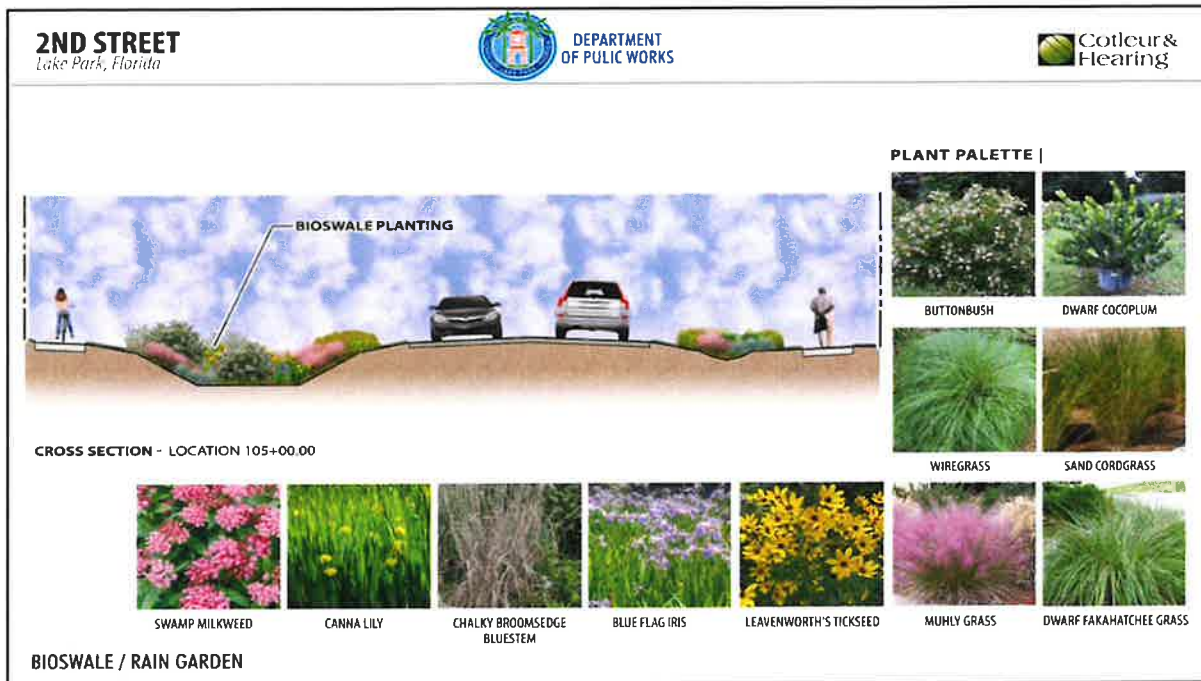 2ND STREET
Lake Park, Florida
DEPARTMENT
OF PULIC WORKS
Cotleur&
Hearing
PLANT PALETTE |
BIOSWALE PLANTING
BUTTONBUSH
DWARF COCOPLUM
WIREGRASS
SAND CORDGRASS
CROSS SECTION - LOCATION 105+00.00
SWAMP MILKWEED
CANNA LILY
CHALKY BROOMSEDGE
BLUESTEM
BLUE FLAG IRIS
LEAVENWORTH'S TICKSEED
MUHLY GRASS
DWARF FAKAHATCHEE GRASS
BIOSWALE / RAIN GARDEN